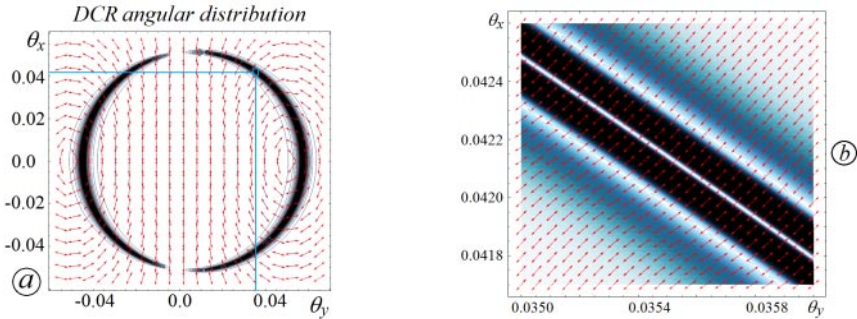 DCR angular distribution
θx
0.04
0.02
0.0
-0.02
-0.04
a
-0.04 0.0 0.04 θy
θx
0.0424
0.0422
0.0420
0.0418
b
0.0350 0.0354 0.0358 θy